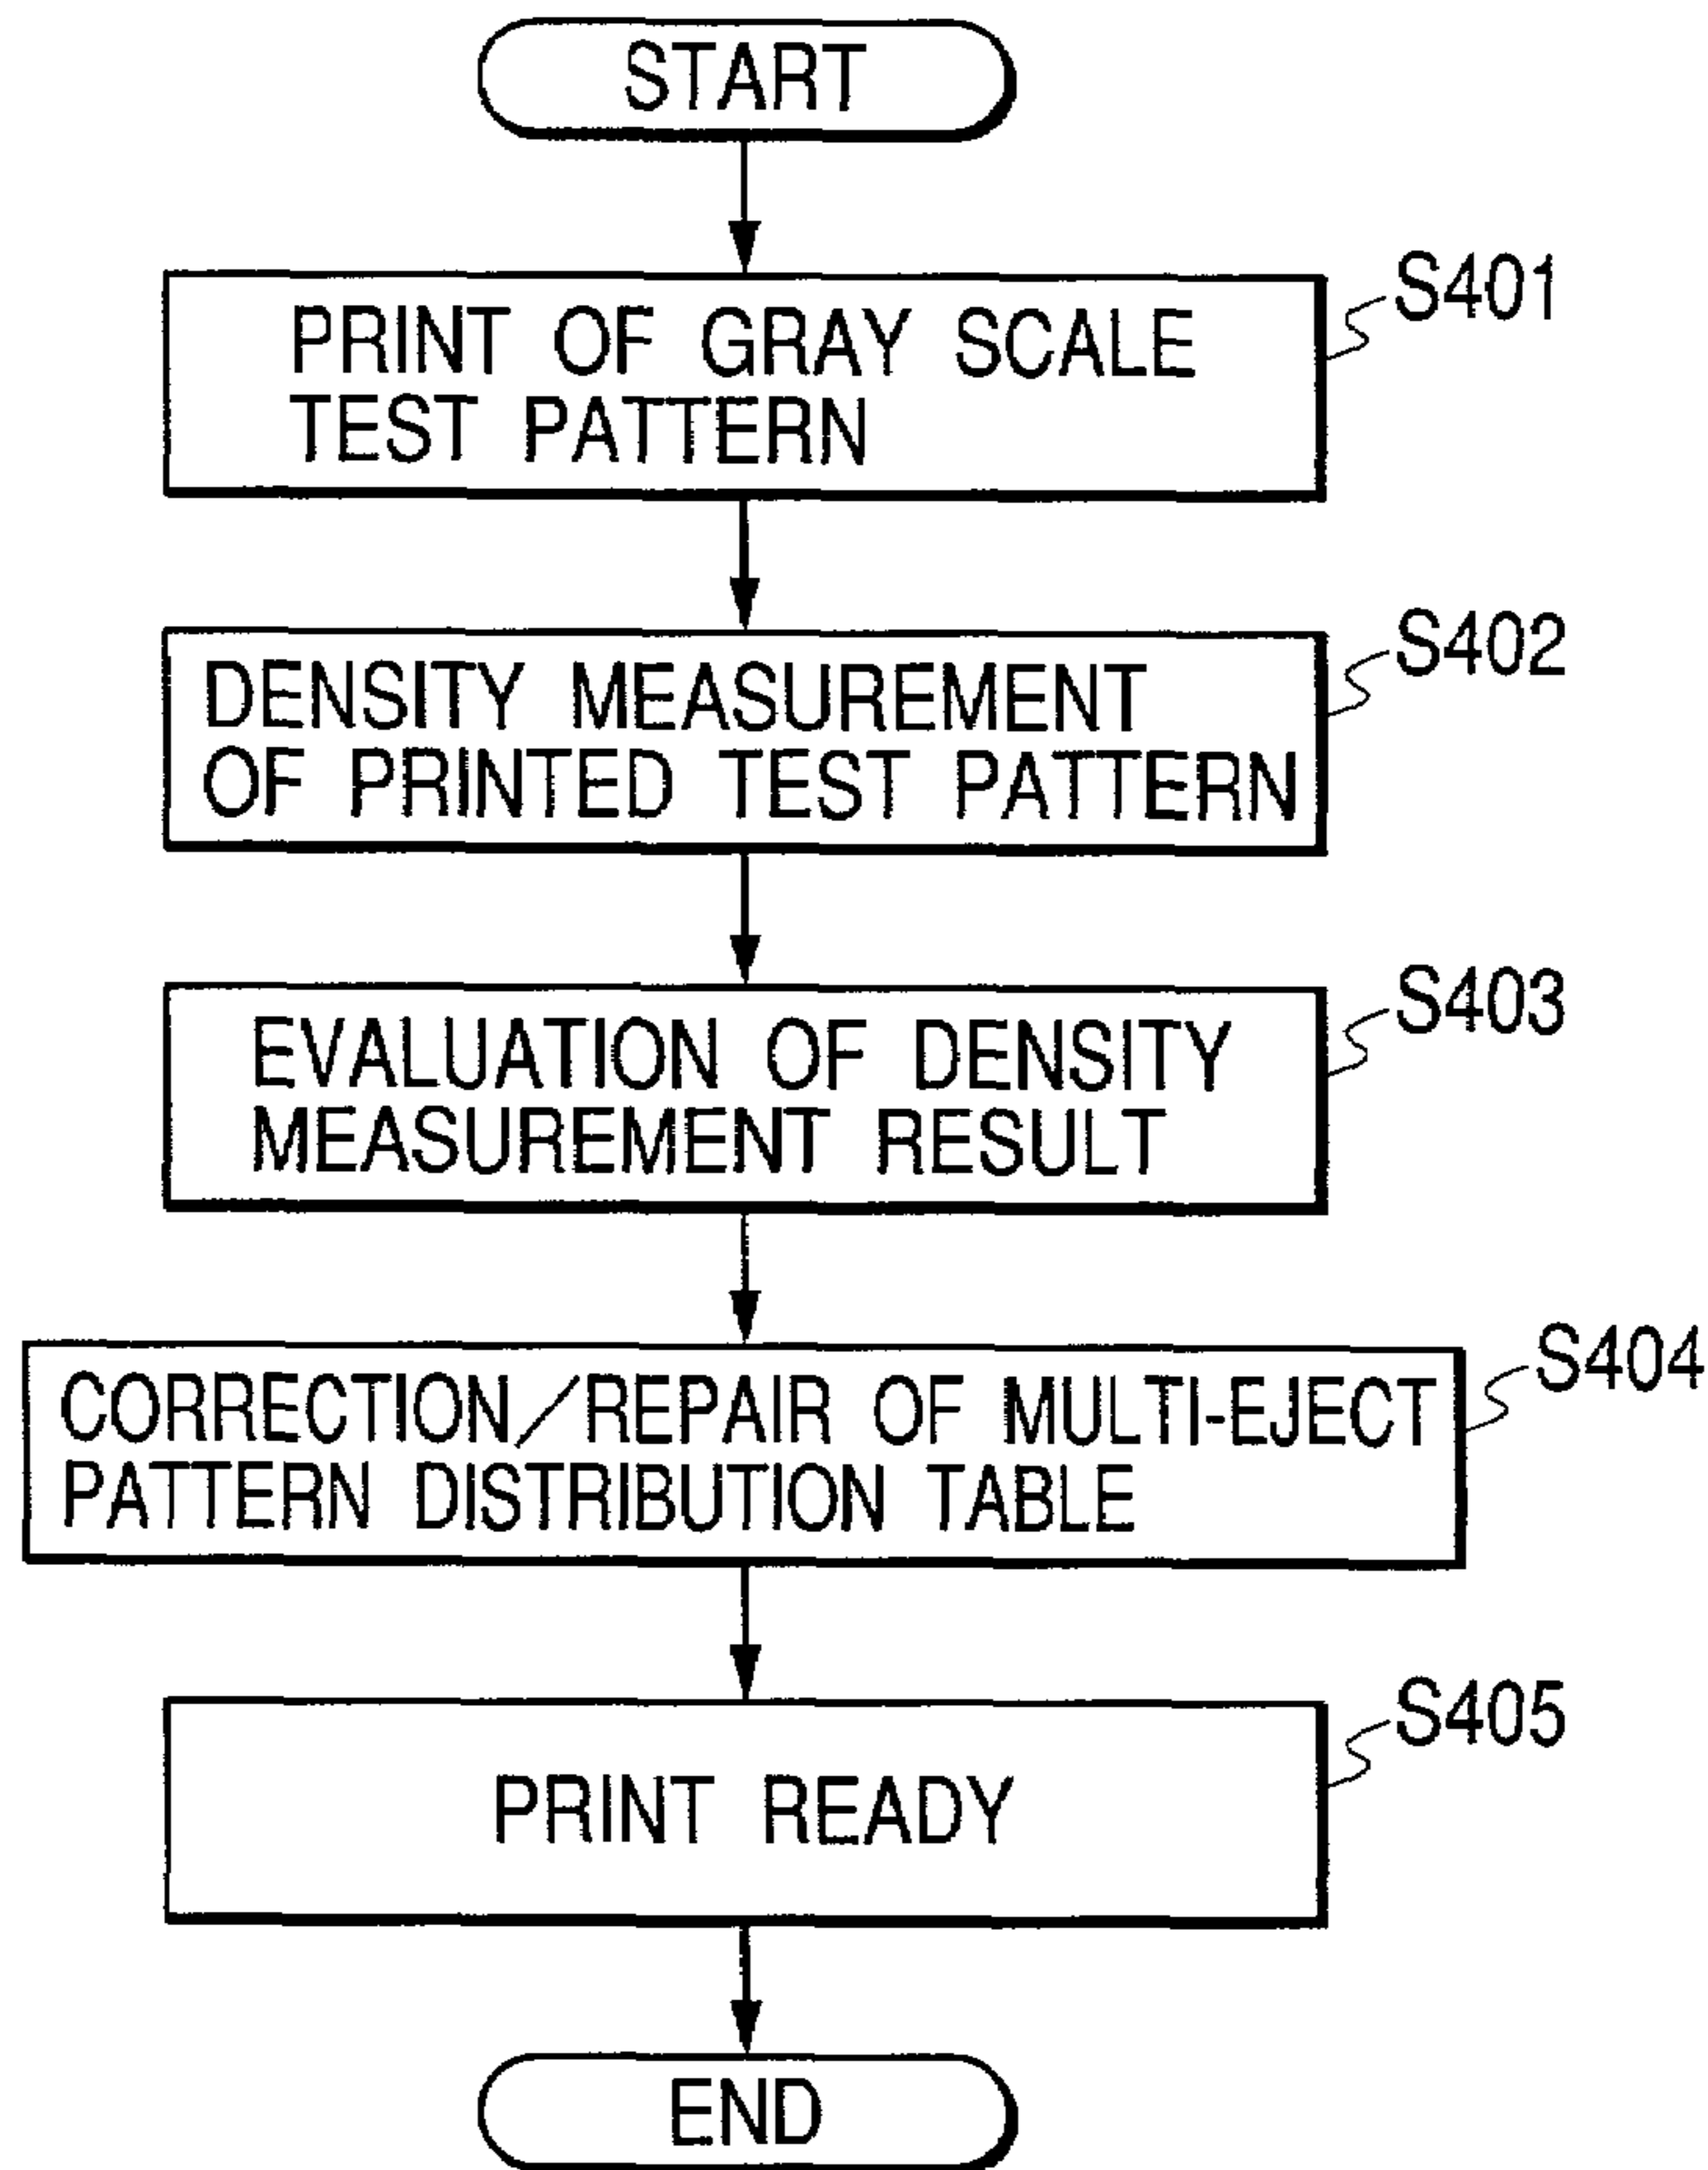 START
PRINT OF GRAY SCALE
TEST PATTERN
S401
DENSITY MEASUREMENT
OF PRINTED TEST PATTERN
S402
EVALUATION OF DENSITY
MEASUREMENT RESULT
S403
CORRECTION/REPAIR OF MULTI-EJECT
PATTERN DISTRIBUTION TABLE
S404
PRINT READY
S405
END